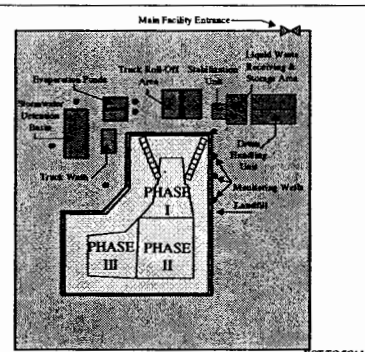 Main Facility Entrance
Liquid Waste
Receiving &
Storage Area
Truck Roll-Off
Area
Stabilization
Unit
Evaporation Ponds
Stormwater
Detention
Basin
Drum
Handling
Unit
Truck Wash
Monitoring Wells
Landfill
PHASE
I
PHASE
III
PHASE
II